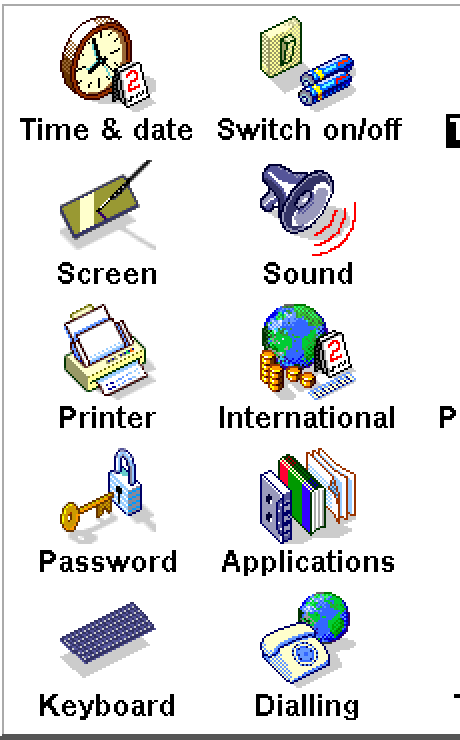 Time & date Switch on/off
Screen Sound
Printer International
Password Applications
Keyboard Dialling